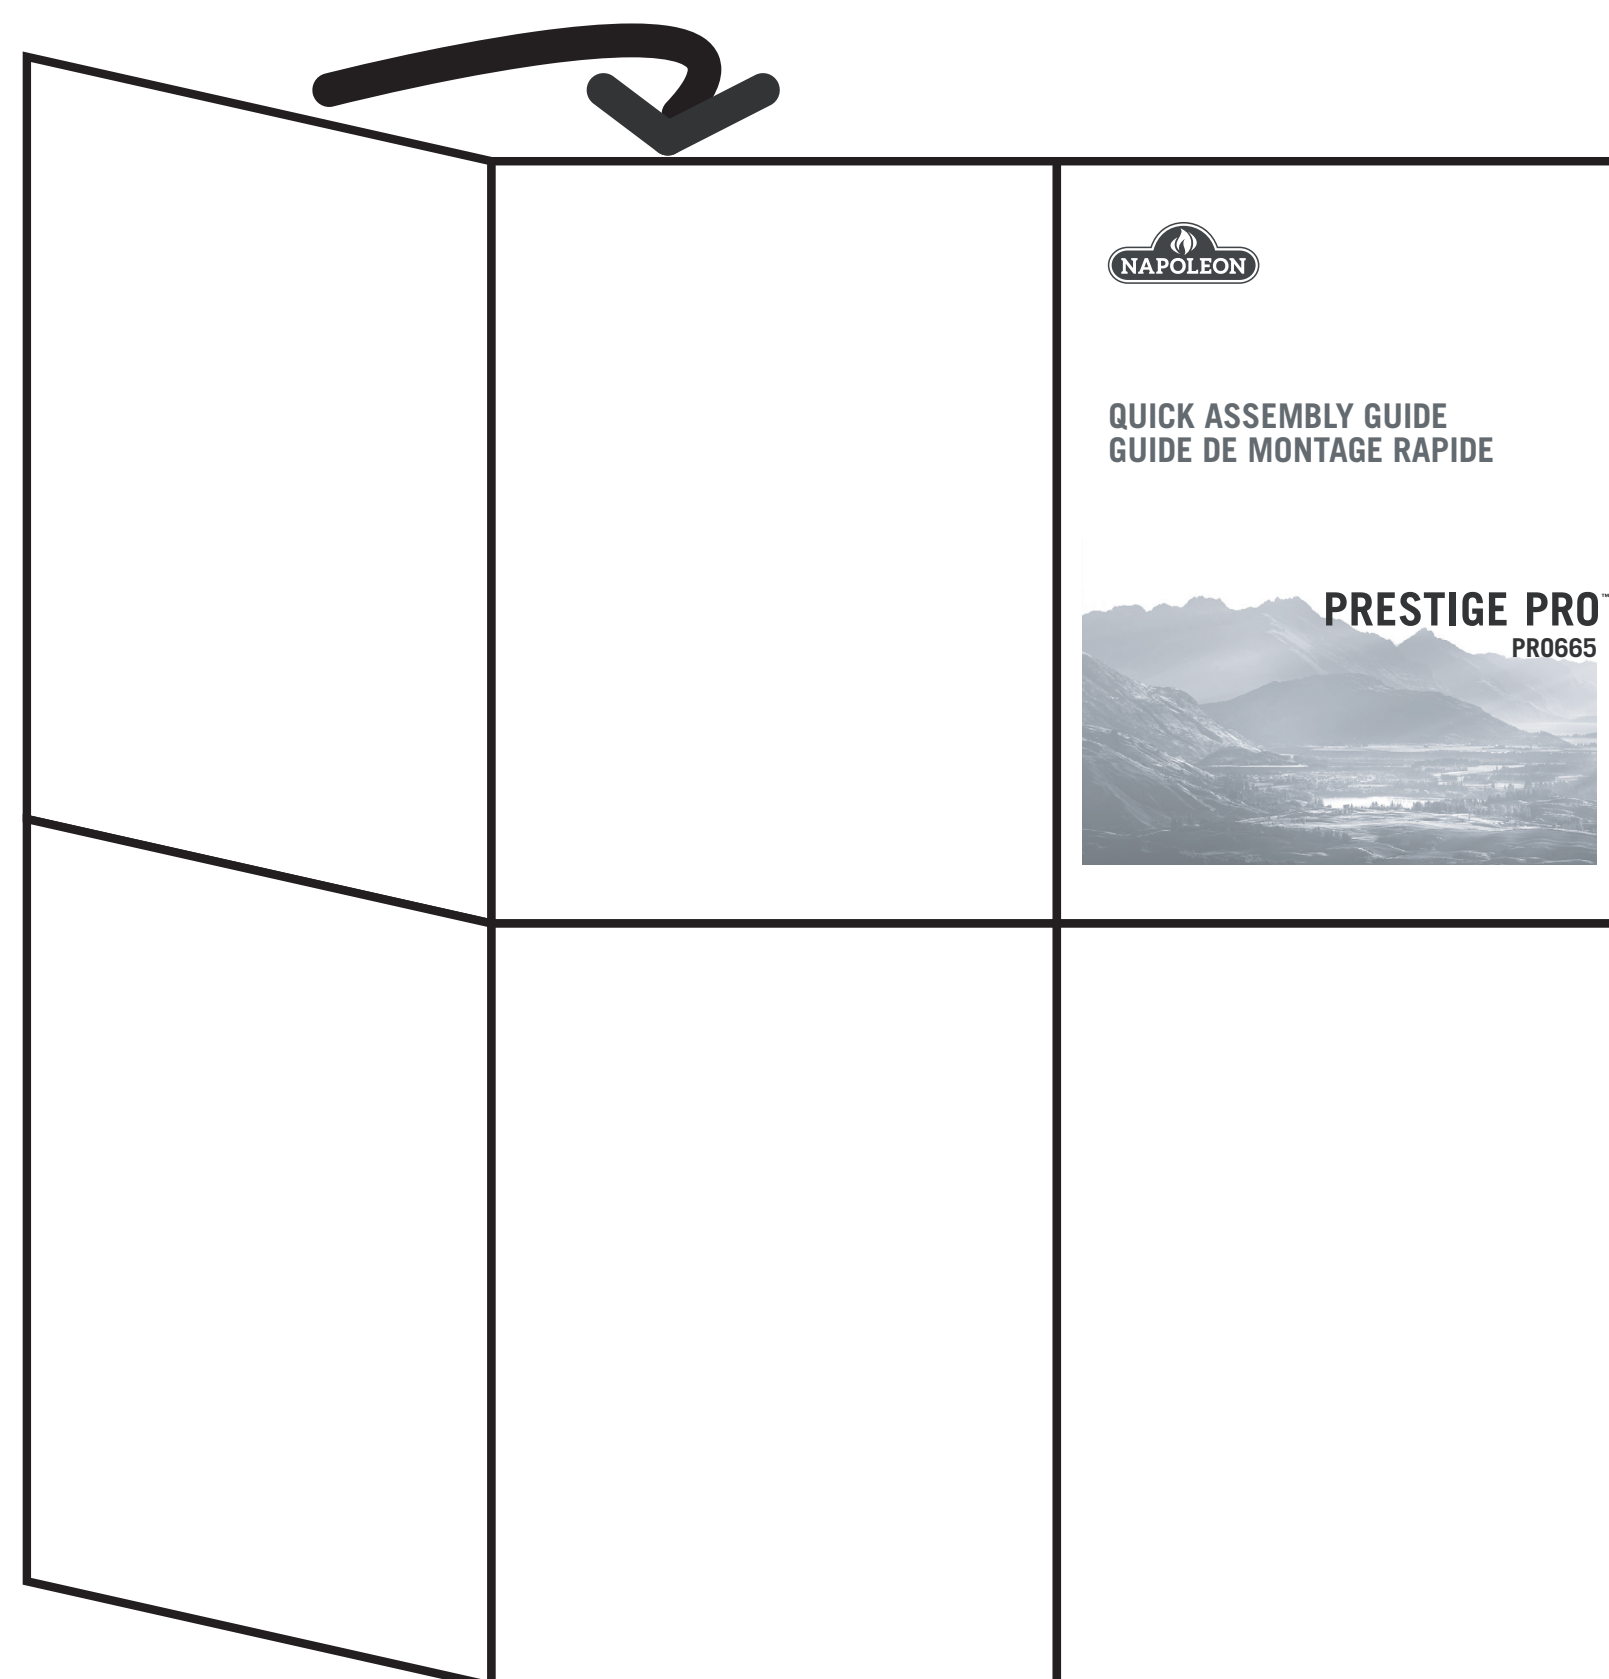 NAPOLEON
QUICK ASSEMBLY GUIDE
GUIDE DE MONTAGE RAPIDE
PRESTIGE PRO™
PRO665